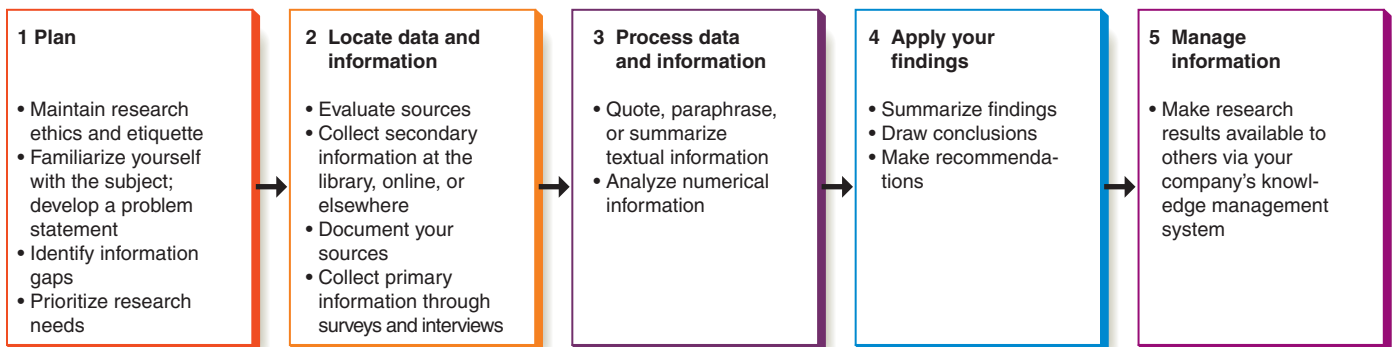 1 Plan
• Maintain research
ethics and etiquette
• Familiarize yourself
with the subject;
develop a problem
statement
• Identify information
gaps
• Prioritize research
needs
2 Locate data and
information
• Evaluate sources
• Collect secondary
information at the
library, online, or
elsewhere
• Document your
sources
• Collect primary
information through
surveys and interviews
3 Process data
and information
• Quote, paraphrase,
or summarize
textual information
• Analyze numerical
information
4 Apply your
findings
• Summarize findings
• Draw conclusions
• Make recommenda-
tions
5 Manage
information
• Make research
results available to
others via your
company's knowl-
edge management
system